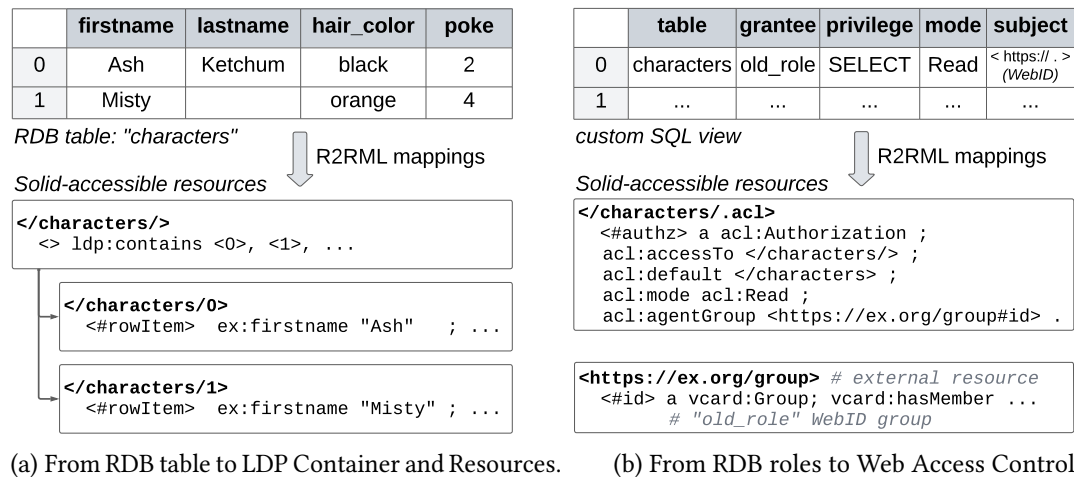 firstname lastname hair_color poke
0 Ash Ketchum black 2
1 Misty orange 4
RDB table: "characters"
R2RML mappings
Solid-accessible resources
</characters/>
<> ldp:contains <0>, <1>, ...
</characters/0>
<#rowItem> ex:firstname "Ash" ; ...
</characters/1>
<#rowItem> ex:firstname "Misty" ; ...
(a) From RDB table to LDP Container and Resources.
table grantee privilege mode subject
0 characters old_role SELECT Read < https:// . >
(WebID)
1 ... ... ... ... ...
custom SQL view
R2RML mappings
Solid-accessible resources
</characters/.acl>
<#authz> a acl:Authorization ;
acl:accessTo </characters/> ;
acl:default </characters> ;
acl:mode acl:Read ;
acl:agentGroup <https://ex.org/group#id> .
<https://ex.org/group> # external resource
<#id> a vcard:Group; vcard:hasMember ...
# "old_role" WebID group
(b) From RDB roles to Web Access Control